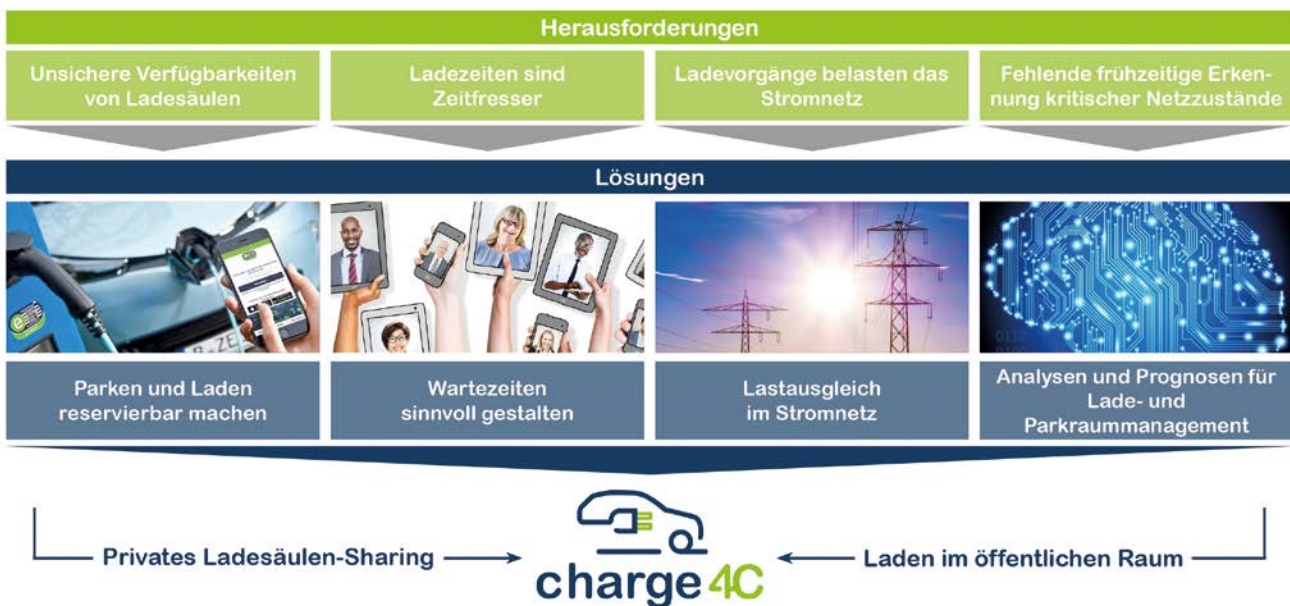 Herausforderungen
Unsichere Verfügbarkeiten
von Ladesäulen
Ladezeiten sind
Zeitfresser
Ladevorgänge belasten das
Stromnetz
Fehlende frühzeitige Erken-
nung kritischer Netzzustände
Lösungen
Parken und Laden
reservierbar machen
Wartezeiten
sinnvoll gestalten
Lastausgleich
im Stromnetz
Analysen und Prognosen für
Lade- und
Parkraummanagement
Privates Ladesäulen-Sharing
Laden im öffentlichen Raum
charge4C